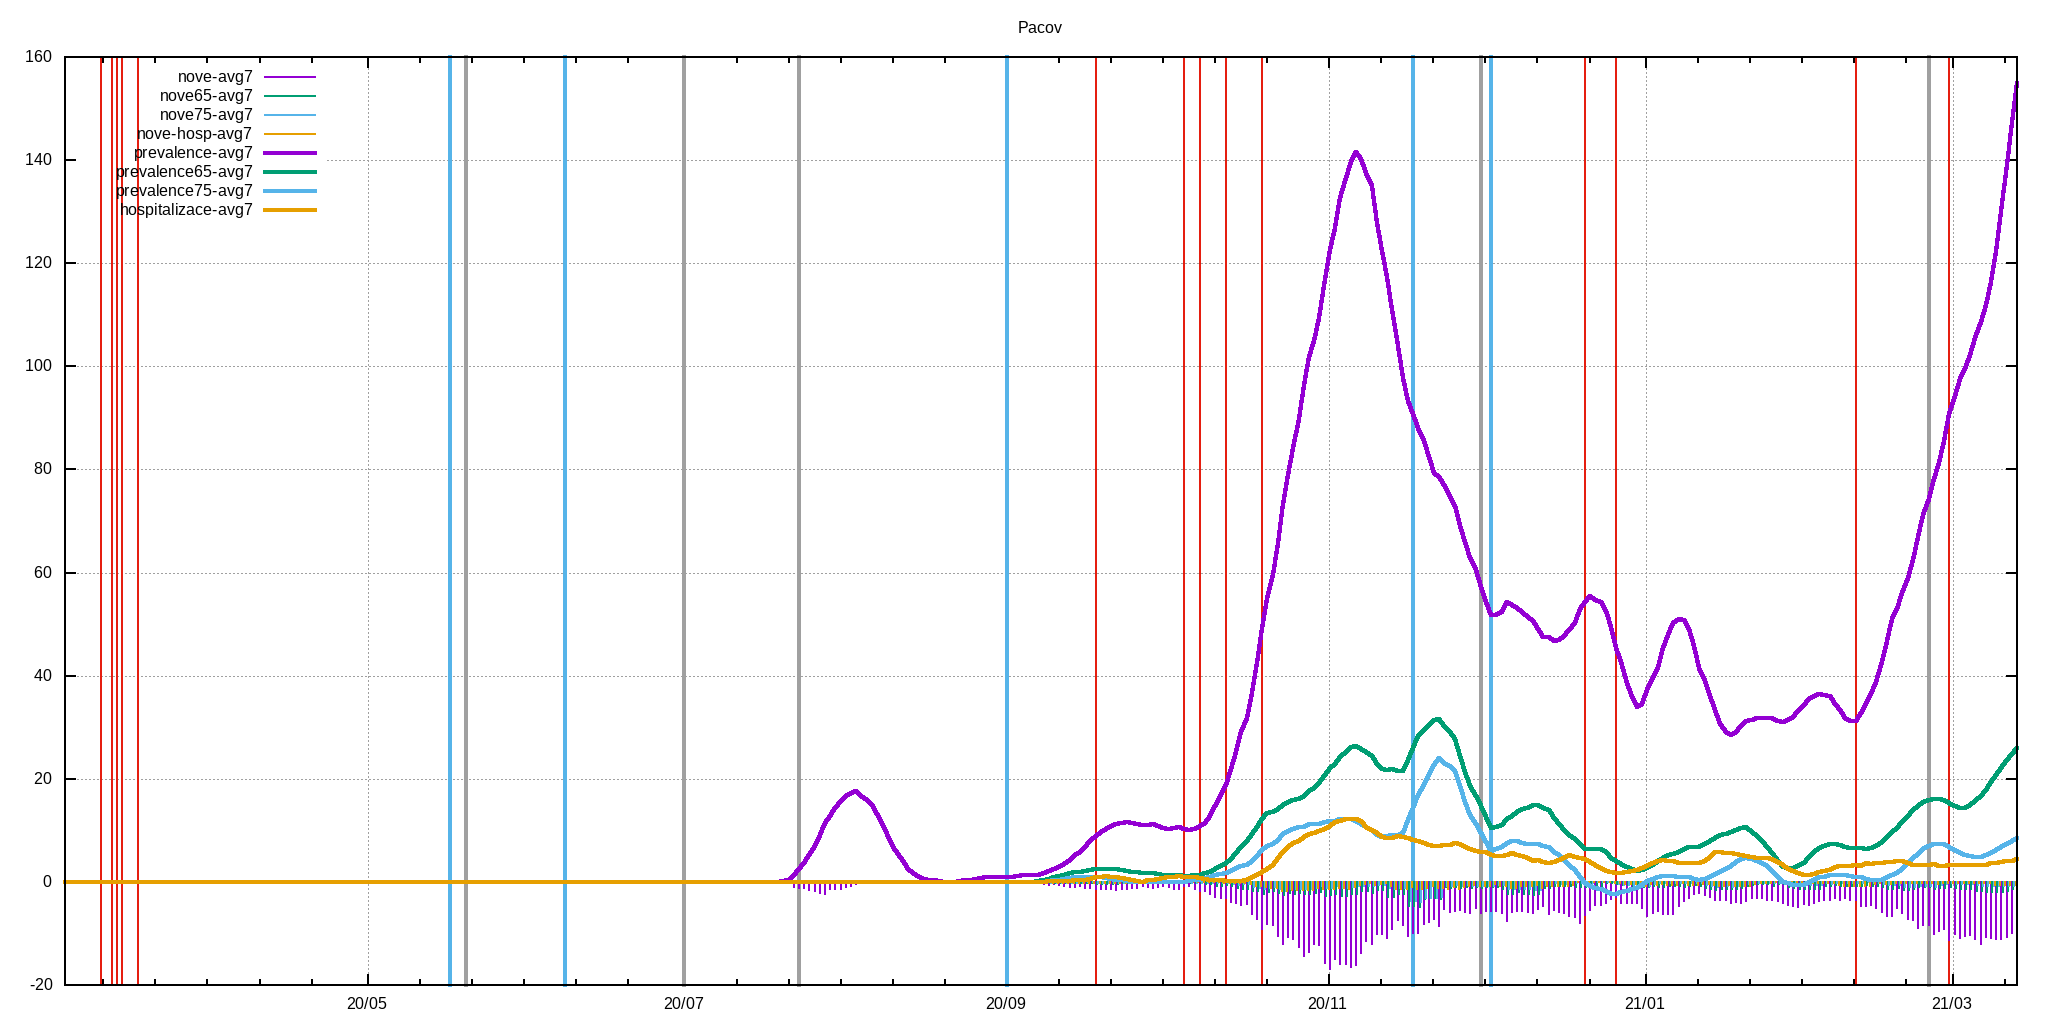 Pacov
160
140
120
100
80
60
40
20
0
-20
nove-avg7
nove65-avg7
nove75-avg7
nove-hosp-avg7
prevalence-avg7
prevalence65-avg7
prevalence75-avg7
hospitalizace-avg7
20/05 20/07 20/09 20/11 21/01 21/03